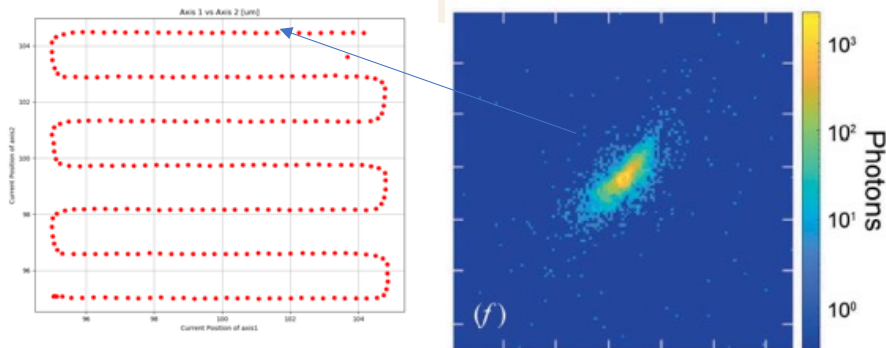 Axis 1 vs Axis 2 [um]
Current Position of axis2
104
102
100
98
96
96
98
100
102
104
Current Position of axis1
(f)
10³
10²
10¹
10⁰
Photons